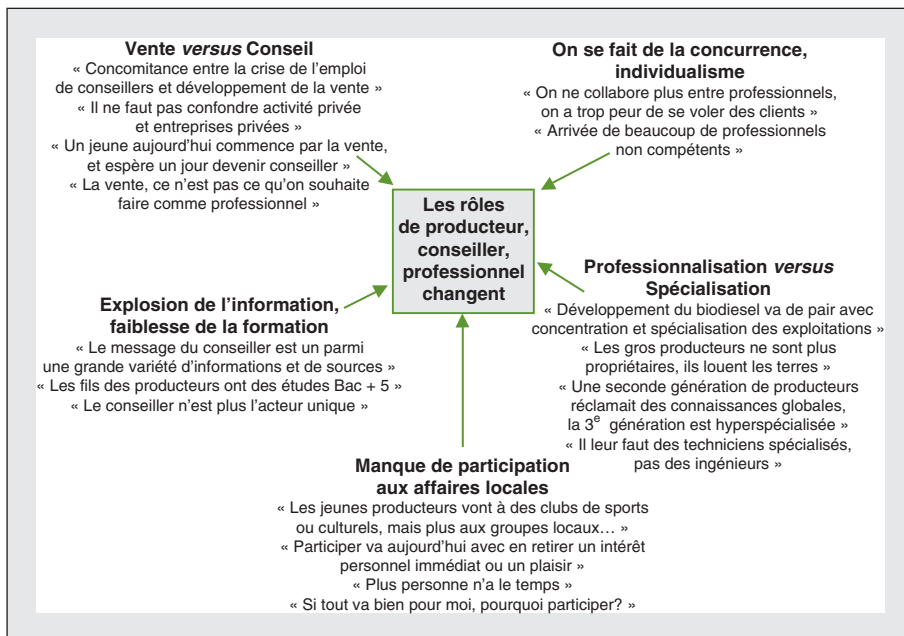 Vente versus Conseil
« Concomitance entre la crise de l’emploi
de conseillers et développement de la vente »
« Il ne faut pas confondre activité privée
et entreprises privées »
« Un jeune aujourd’hui commence par la vente,
et espère un jour devenir conseiller »
« La vente, ce n’est pas ce qu’on souhaite
faire comme professionnel »
On se fait de la concurrence,
individualisme
« On ne collabore plus entre professionnels,
on a trop peur de se voler des clients »
« Arrivée de beaucoup de professionnels
non compétents »
Les rôles
de producteur,
conseiller,
professionnel
changent
Explosion de l’information,
faiblesse de la formation
« Le message du conseiller est un parmi
une grande variété d’informations et de sources »
« Les fils des producteurs ont des études Bac + 5 »
« Le conseiller n’est plus l’acteur unique »
Professionnalisation versus
Spécialisation
« Développement du biodiesel va de pair avec
concentration et spécialisation des exploitations »
« Les gros producteurs ne sont plus
propriétaires, ils louent les terres »
« Une seconde génération de producteurs
réclamait des connaissances globales,
la 3e génération est hyperspécialisée »
« Il leur faut des techniciens spécialisés,
pas des ingénieurs »
Manque de participation
aux affaires locales
« Les jeunes producteurs vont à des clubs de sports
ou culturels, mais plus aux groupes locaux… »
« Participer va aujourd’hui avec en retirer un intérêt
personnel immédiat ou un plaisir »
« Plus personne n’a le temps »
« Si tout va bien pour moi, pourquoi participer? »